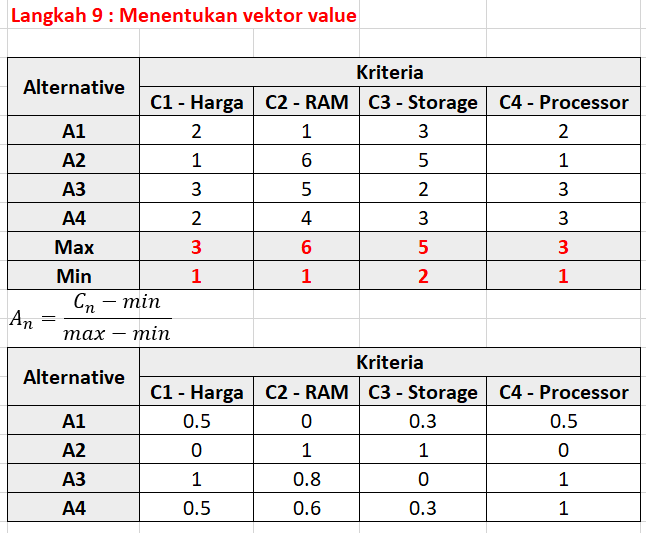 Langkah 9 : Menentukan vektor value
Alternative Kriteria
C1 - Harga C2 - RAM C3 - Storage C4 - Processor
A1 2 1 3 2
A2 1 6 5 1
A3 3 5 2 3
A4 2 4 3 3
Max 3 6 5 3
Min 1 1 2 1
Aₙ = (Cₙ − min) / (max − min)
Alternative Kriteria
C1 - Harga C2 - RAM C3 - Storage C4 - Processor
A1 0.5 0 0.3 0.5
A2 0 1 1 0
A3 1 0.8 0 1
A4 0.5 0.6 0.3 1